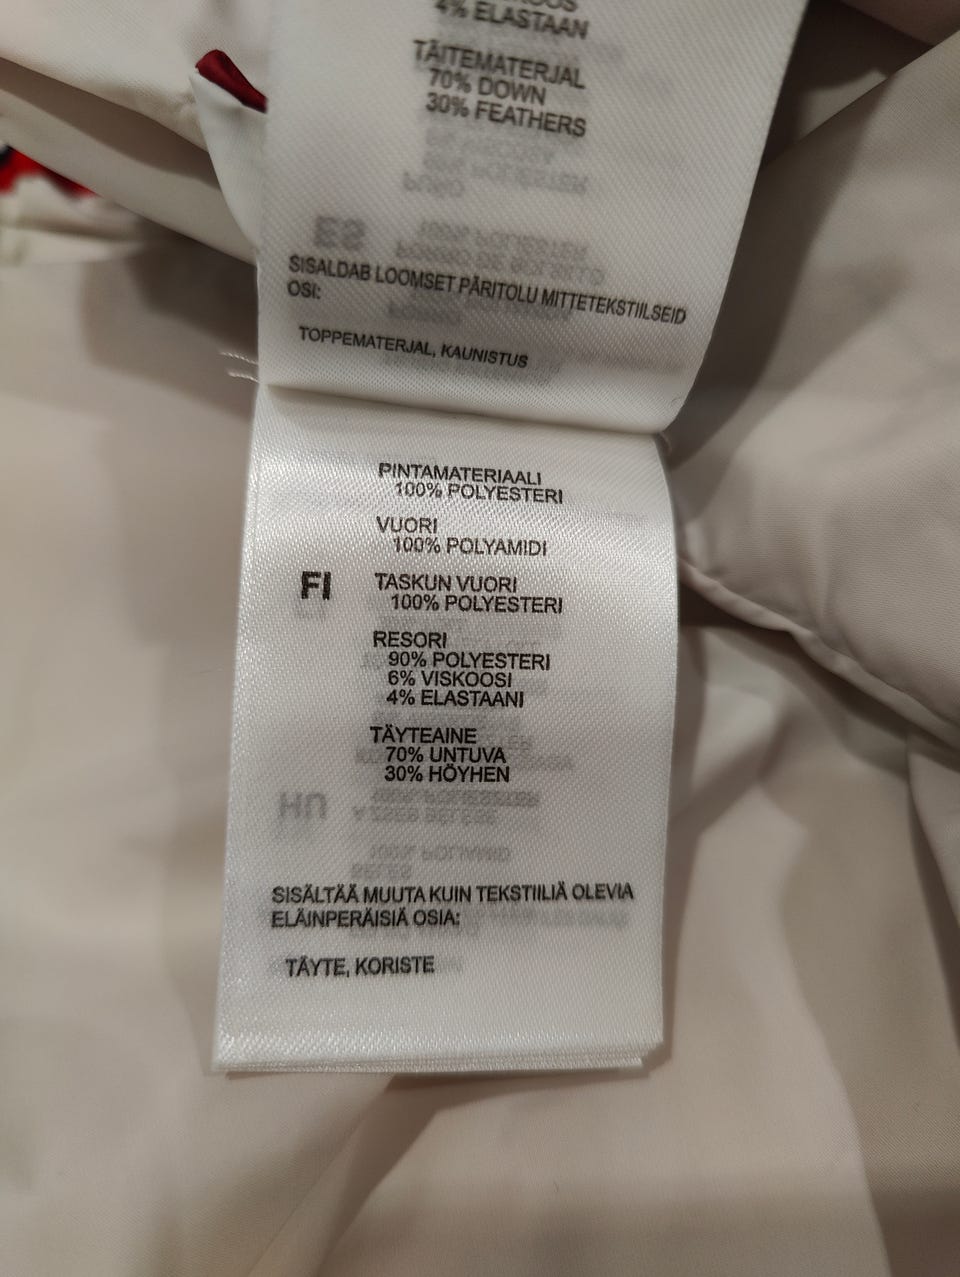 4% ELASTAAN
TÄITEMATERJAL
70% DOWN
30% FEATHERS
ES
SISALDAB LOOMSET PÄRITOLU MITTETEKSTIILSEID
OSI:
TOPPEMATERJAL, KAUNISTUS
PINTAMATERIAALI
100% POLYESTERI
VUORI
100% POLYAMIDI
FI
TASKUN VUORI
100% POLYESTERI
RESORI
90% POLYESTERI
6% VISKOOSI
4% ELASTAANI
TÄYTEAINE
70% UNTUVA
30% HÖYHEN
HU
SISÄLTÄÄ MUUTA KUIN TEKSTIILIÄ OLEVIA
ELÄINPERÄISIÄ OSIA:
TÄYTE, KORISTE